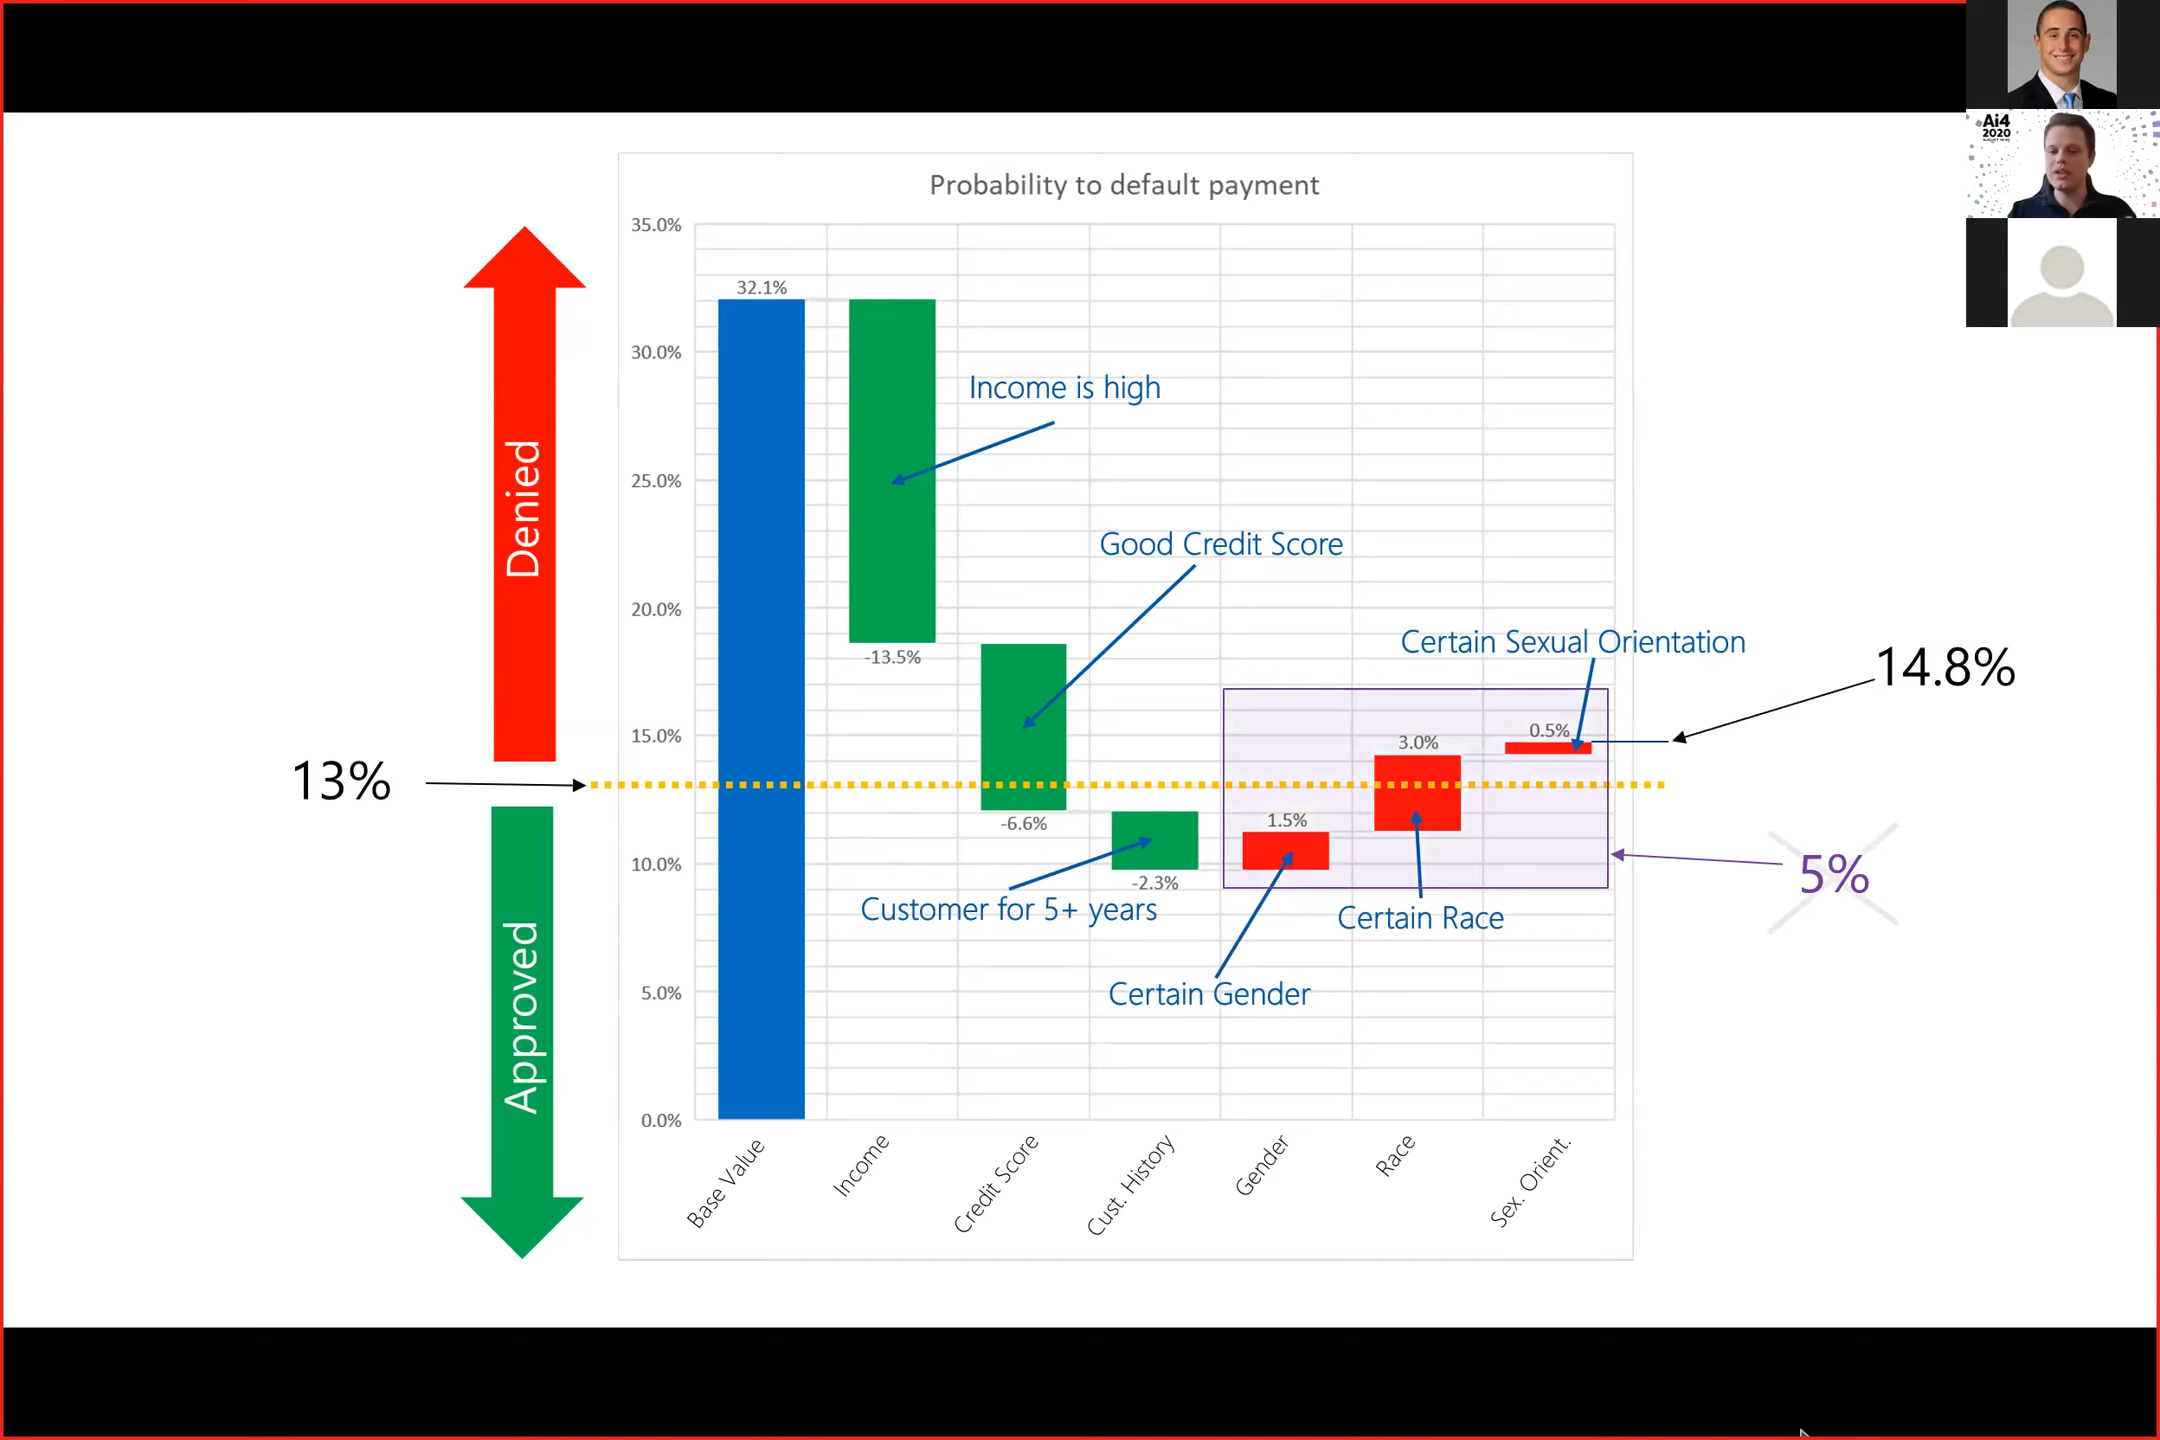 Ai4
2020
Probability to default payment
35.0%
30.0%
25.0%
20.0%
15.0%
10.0%
5.0%
0.0%
32.1%
-13.5%
-6.6%
-2.3%
1.5%
3.0%
0.5%
Income is high
Good Credit Score
Certain Sexual Orientation
Customer for 5+ years
Certain Race
Certain Gender
Denied
Approved
13%
14.8%
5%
Base Value
Income
Credit Score
Cust. History
Gender
Race
Sex. Orient.